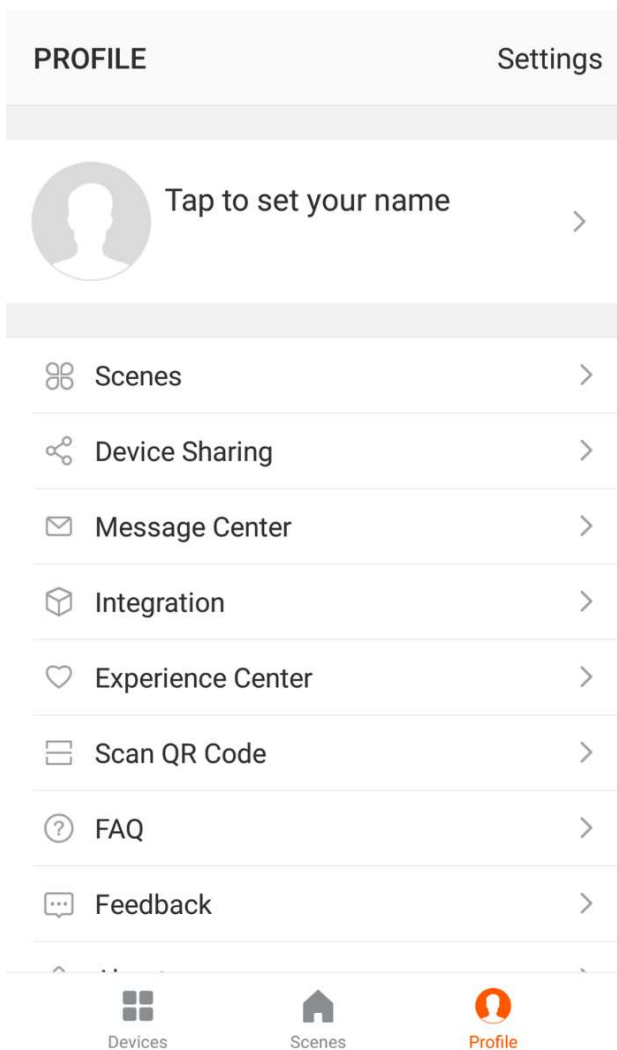 PROFILE Settings
Tap to set your name
Scenes
Device Sharing
Message Center
Integration
Experience Center
Scan QR Code
FAQ
Feedback
Devices Scenes Profile